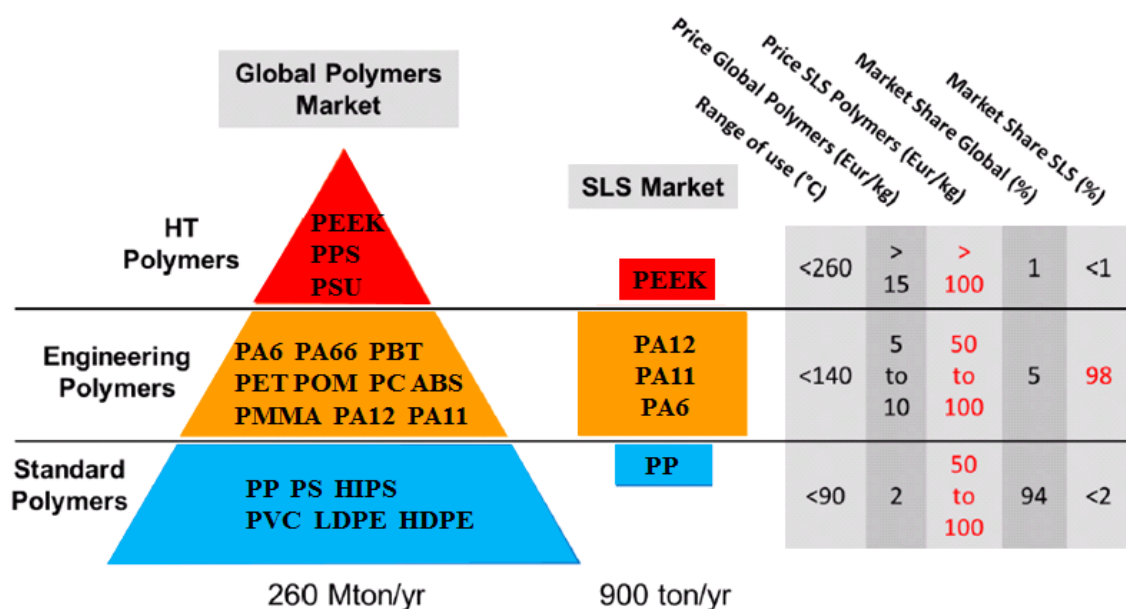 Global Polymers
Market
SLS Market
Range of use (°C)
Price Global Polymers (Eur/kg)
Price SLS Polymers (Eur/kg)
Market Share Global (%)
Market Share SLS (%)
HT
Polymers
PEEK
PPS
PSU
PEEK
<260
>
15
>
100
1
<1
Engineering
Polymers
PA6 PA66 PBT
PET POM PC ABS
PMMA PA12 PA11
PA12
PA11
PA6
<140
5
to
10
50
to
100
5
98
Standard
Polymers
PP PS HIPS
PVC LDPE HDPE
PP
<90
2
50
to
100
94
<2
260 Mton/yr
900 ton/yr